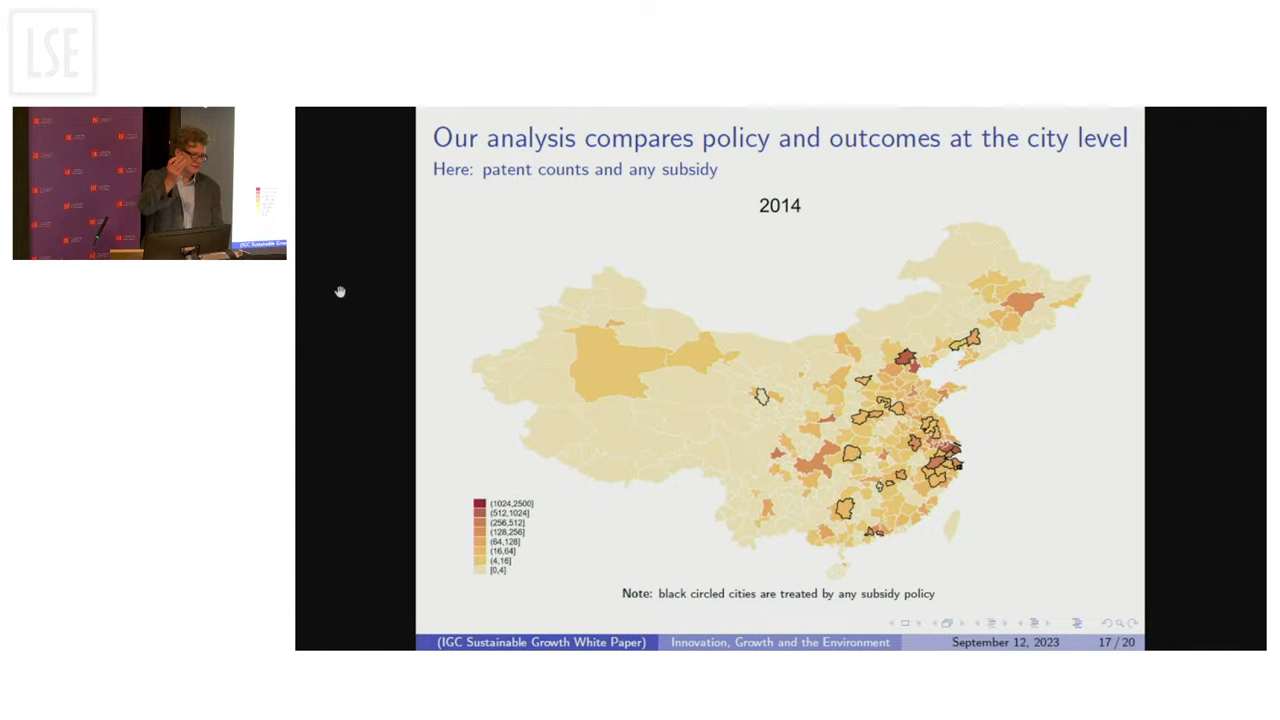 LSE
Our analysis compares policy and outcomes at the city level
Here: patent counts and any subsidy
2014
(1024,2500]
(512,1024]
(256,512]
(128,256]
(64,128]
(16,64]
(4,16]
[0,4]
Note: black circled cities are treated by any subsidy policy
(IGC Sustainable Growth White Paper) Innovation, Growth and the Environment September 12, 2023 17 / 20
(IGC Sustainable Grow